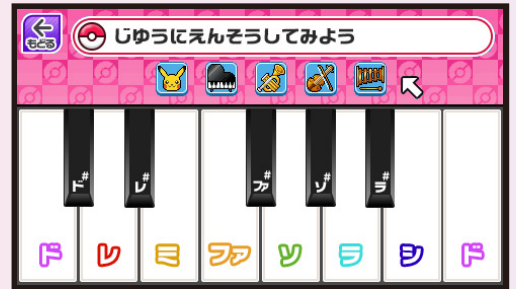 もどる
じゆうにえんそうしてみよう
ド# レ# ファ# ソ# ラ#
ド レ ミ ファ ソ ラ シ ド